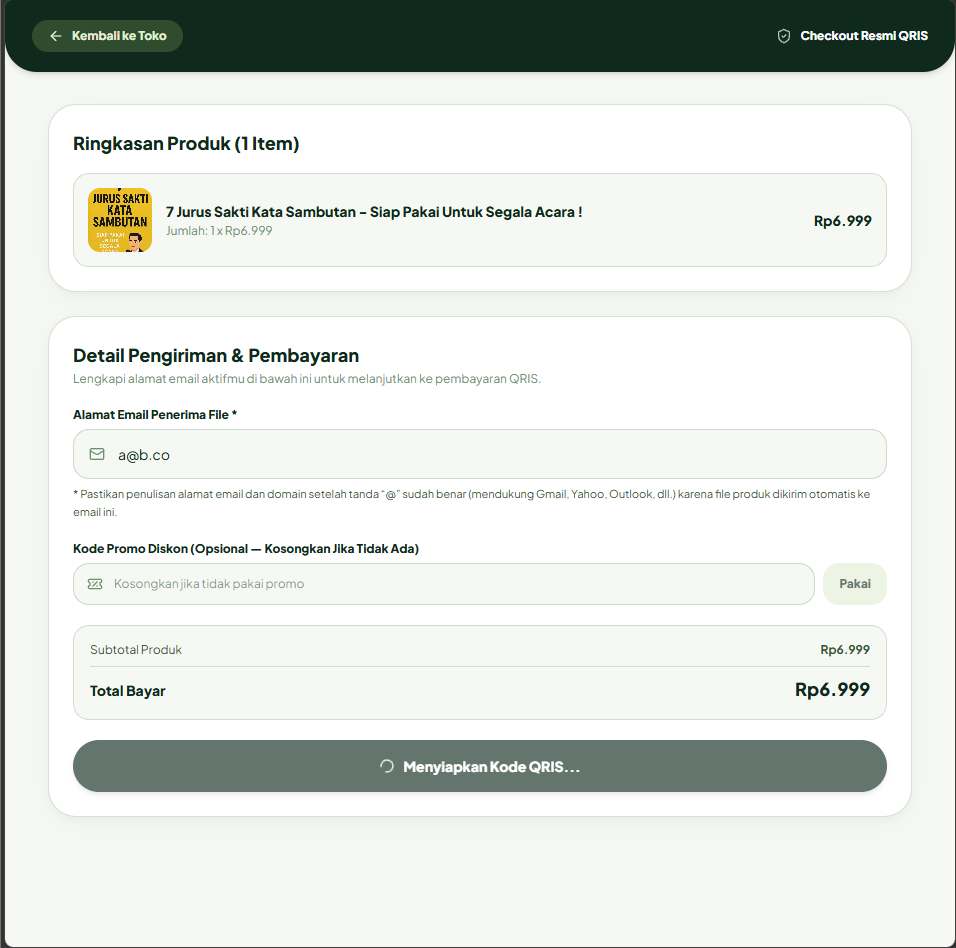 Kembali ke Toko
Checkout Resmi QRIS
Ringkasan Produk (1 Item)
JURUS SAKTI
KATA
SAMBUTAN
SIAP PAKAI
UNTUK
SEGALA
7 Jurus Sakti Kata Sambutan - Siap Pakai Untuk Segala Acara !
Jumlah: 1 x Rp6.999
Rp6.999
Detail Pengiriman & Pembayaran
Lengkapi alamat email aktifmu di bawah ini untuk melanjutkan ke pembayaran QRIS.
Alamat Email Penerima File *
a@b.co
* Pastikan penulisan alamat email dan domain setelah tanda "@" sudah benar (mendukung Gmail, Yahoo, Outlook, dll.) karena file produk dikirim otomatis ke
email ini.
Kode Promo Diskon (Opsional — Kosongkan Jika Tidak Ada)
Kosongkan jika tidak pakai promo
Pakai
Subtotal Produk
Rp6.999
Total Bayar
Rp6.999
Menyiapkan Kode QRIS...